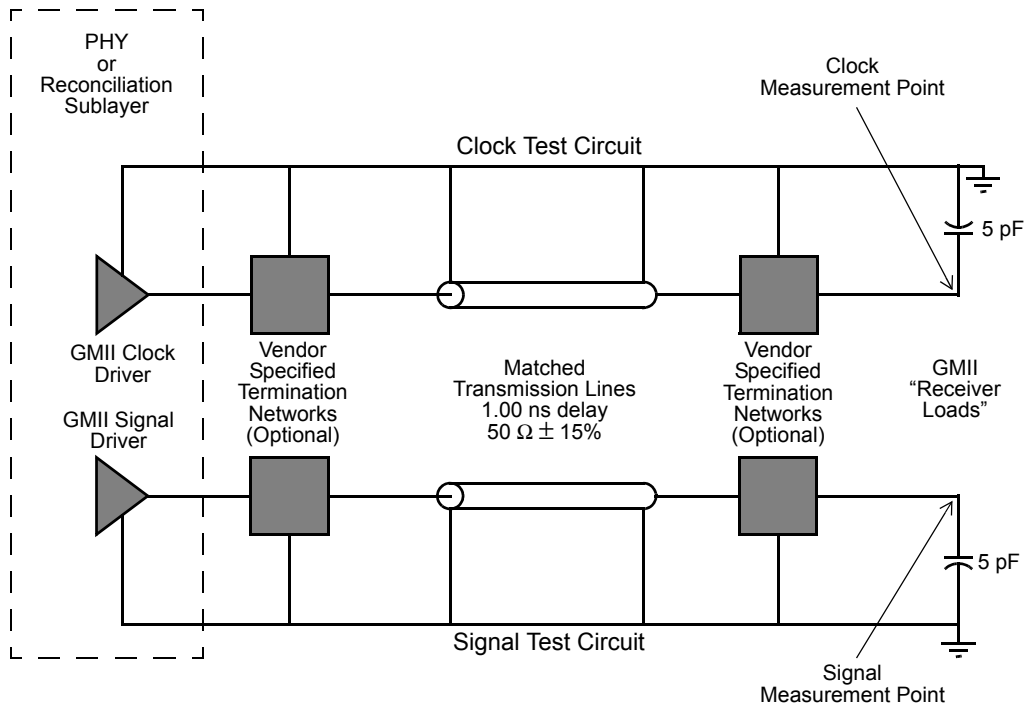 PHY
or
Reconciliation
Sublayer
Clock
Measurement Point
Clock Test Circuit
5 pF
GMII Clock
Driver
Vendor
Specified
Termination
Networks
(Optional)
Matched
Transmission Lines
1.00 ns delay
50 Ω ± 15%
Vendor
Specified
Termination
Networks
(Optional)
GMII
“Receiver
Loads”
GMII Signal
Driver
5 pF
Signal Test Circuit
Signal
Measurement Point